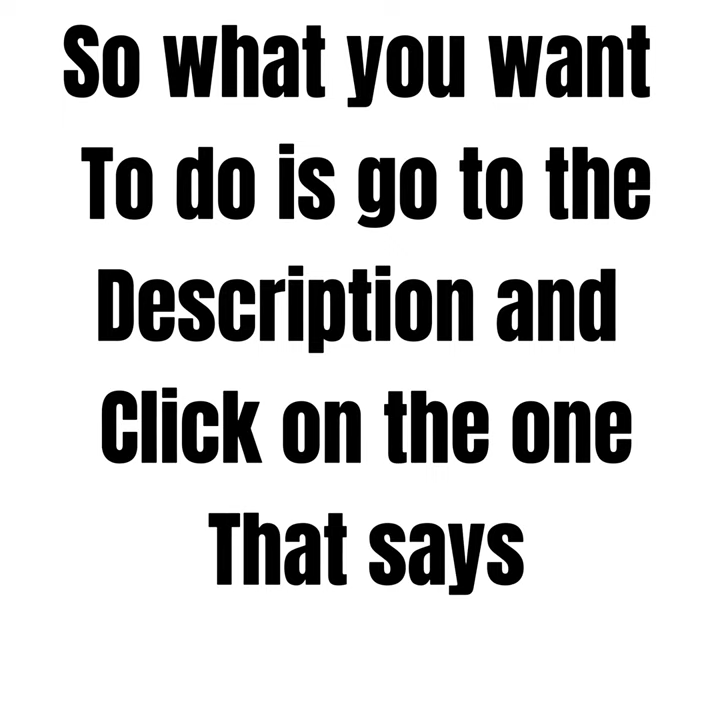 So what you want
To do is go to the
Description and
Click on the one
That says